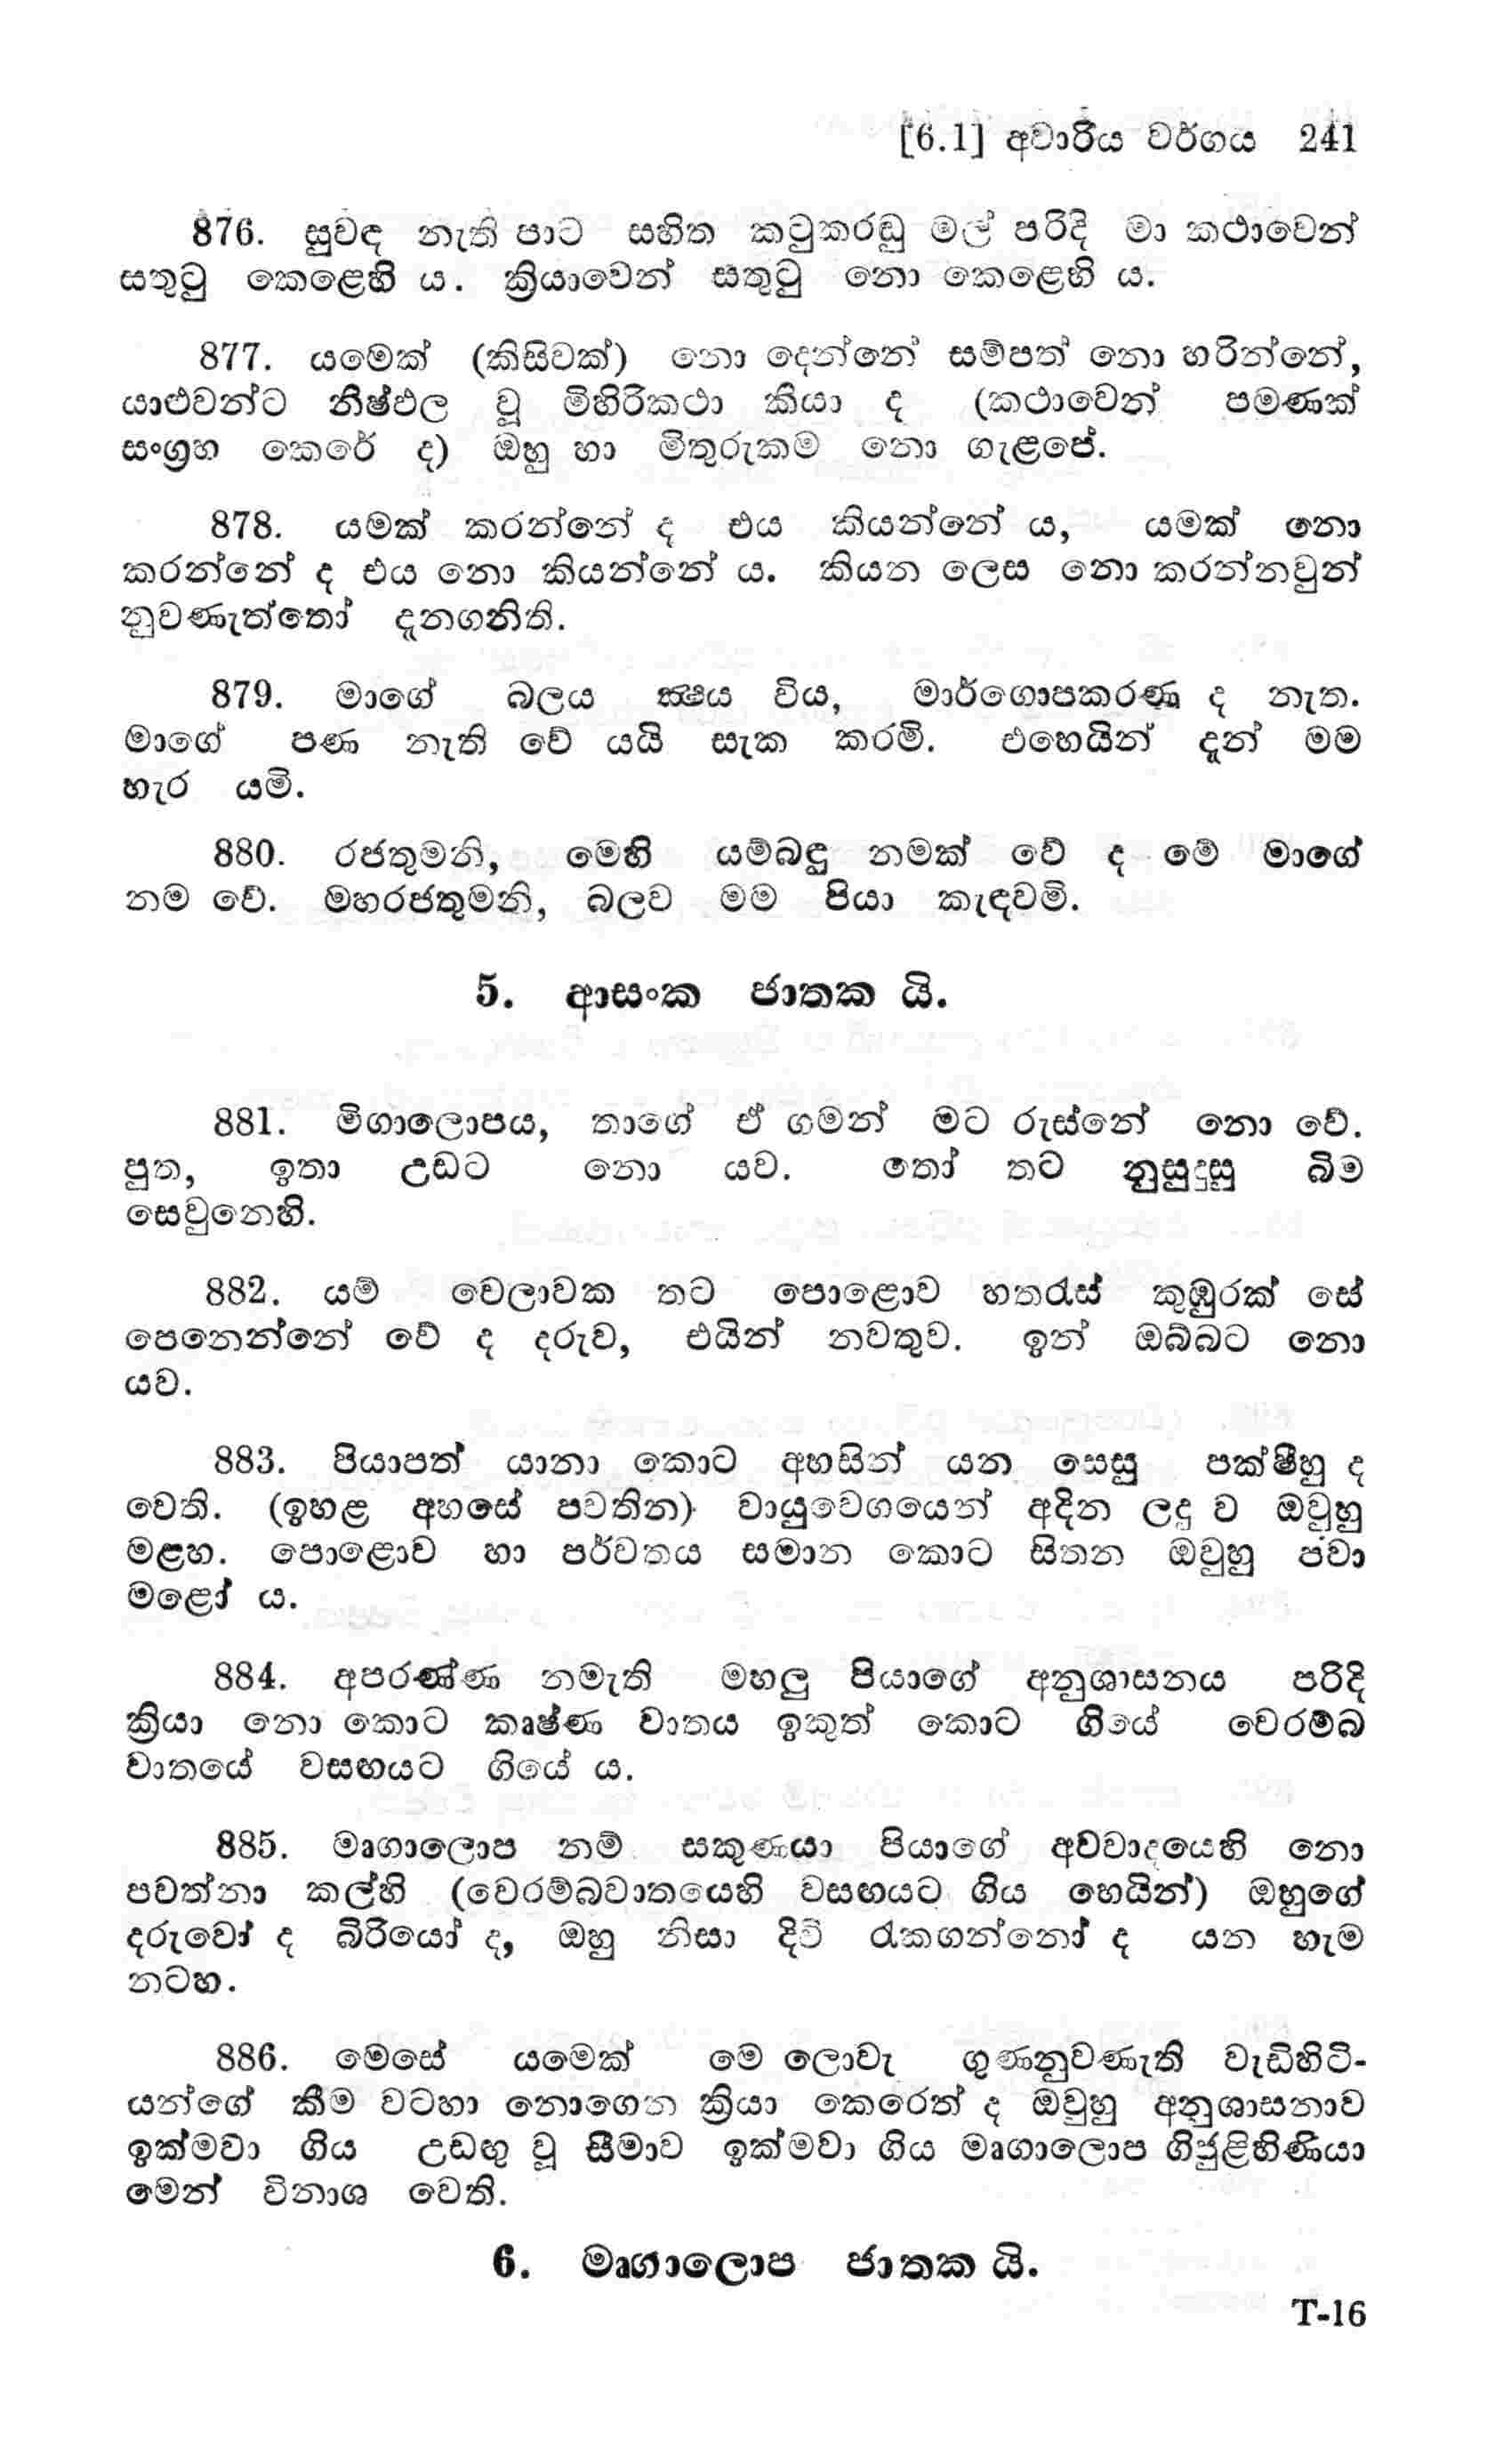 [6.1] අවාරිය වර්ගය 241
876. සුවඳ නැති පාට සහිත කටුකරඬු මල් පරිදි මා කථාවෙන්
සතුටු කෙළෙහි ය. ක්‍රියාවෙන් සතුටු නො කෙළෙහි ය.
877. යමෙක් (කිසිවක්) නො දෙන්නේ සම්පත් නො හරින්නේ,
යාළුවන්ට නිෂ්ඵල වූ මිහිරිකථා කියා ද (කථාවෙන් පමණක්
සංග්‍රහ කෙරේ ද) ඔහු හා මිතුරුකම නො ගැළපේ.
878. යමක් කරන්නේ ද එය කියන්නේ ය, යමක් නො
කරන්නේ ද එය නො කියන්නේ ය. කියන ලෙස නො කරන්නවුන්
නුවණැත්තෝ දැනගනිති.
879. මාගේ බලය ක්‍ෂය විය, මාර්ගොපකරණ ද නැත.
මාගේ පණ නැති වේ යයි සැක කරමි. එහෙයින් දැන් මම
හැර යමි.
880. රජතුමනි, මෙහි යම්බඳු නමක් වේ ද මේ මාගේ
නම වේ. මහරජතුමනි, බලව මම පියා කැඳවමි.
5. ආසංක ජාතක යි.
881. මිගාලොපය, තාගේ ඒ ගමන් මට රුස්නේ නො වේ.
පුත, ඉතා උඩට නො යව. තෝ තට නුසුදුසු බිම
සෙවුනෙහි.
882. යම් වෙලාවක තට පොළොව හතරැස් කුඹුරක් සේ
පෙනෙන්නේ වේ ද දරුව, එයින් නවතුව. ඉන් ඔබ්බට නො
යව.
883. පියාපත් යානා කොට අහසින් යන සෙසු පක්ෂීහු ද
වෙති. (ඉහළ අහසේ පවතින) වායුවෙගයෙන් අදින ලදු ව ඔවුහු
මළහ. පොළොව හා පර්වතය සමාන කොට සිතන ඔවුහු පවා
මළෝ ය.
884. අපරණ්ණ නමැති මහලු පියාගේ අනුශාසනය පරිදි
ක්‍රියා නො කොට කෘෂ්ණ වාතය ඉකුත් කොට ගියේ වෙරම්බ
වාතයේ වසඟයට ගියේ ය.
885. මෘගාලොප නම් සකුණයා පියාගේ අවවාදයෙහි නො
පවත්නා කල්හි (වෙරම්බවාතයෙහි වසඟයට ගිය හෙයින්) ඔහුගේ
දරුවෝ ද බිරියෝ ද, ඔහු නිසා දිවි රැකගන්නෝ ද යන හැම
නටහ.
886. මෙසේ යමෙක් මෙ ලොවැ ගුණනුවණැති වැඩිහිටි-
යන්ගේ කීම වටහා නොගෙන ක්‍රියා කෙරෙත් ද ඔවුහු අනුශාසනාව
ඉක්මවා ගිය උඩඟු වූ සීමාව ඉක්මවා ගිය මෘගාලොප ගිජුළිහිණියා
මෙන් විනාශ වෙති.
6. මෘගාලොප ජාතක යි.
T-16